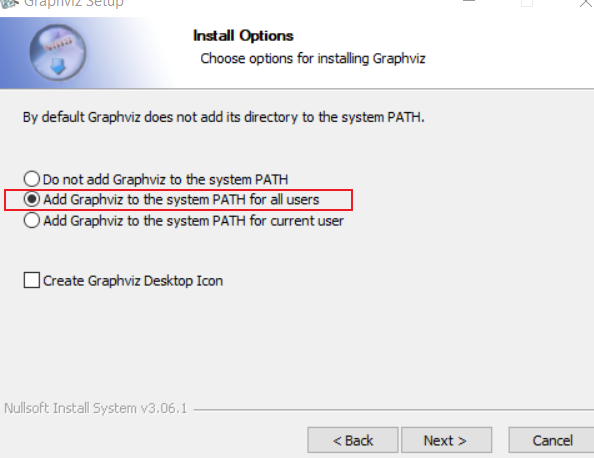 Graphviz Setup
Install Options
Choose options for installing Graphviz
By default Graphviz does not add its directory to the system PATH.
Do not add Graphviz to the system PATH
Add Graphviz to the system PATH for all users
Add Graphviz to the system PATH for current user
Create Graphviz Desktop Icon
Nullsoft Install System v3.06.1
< Back Next > Cancel